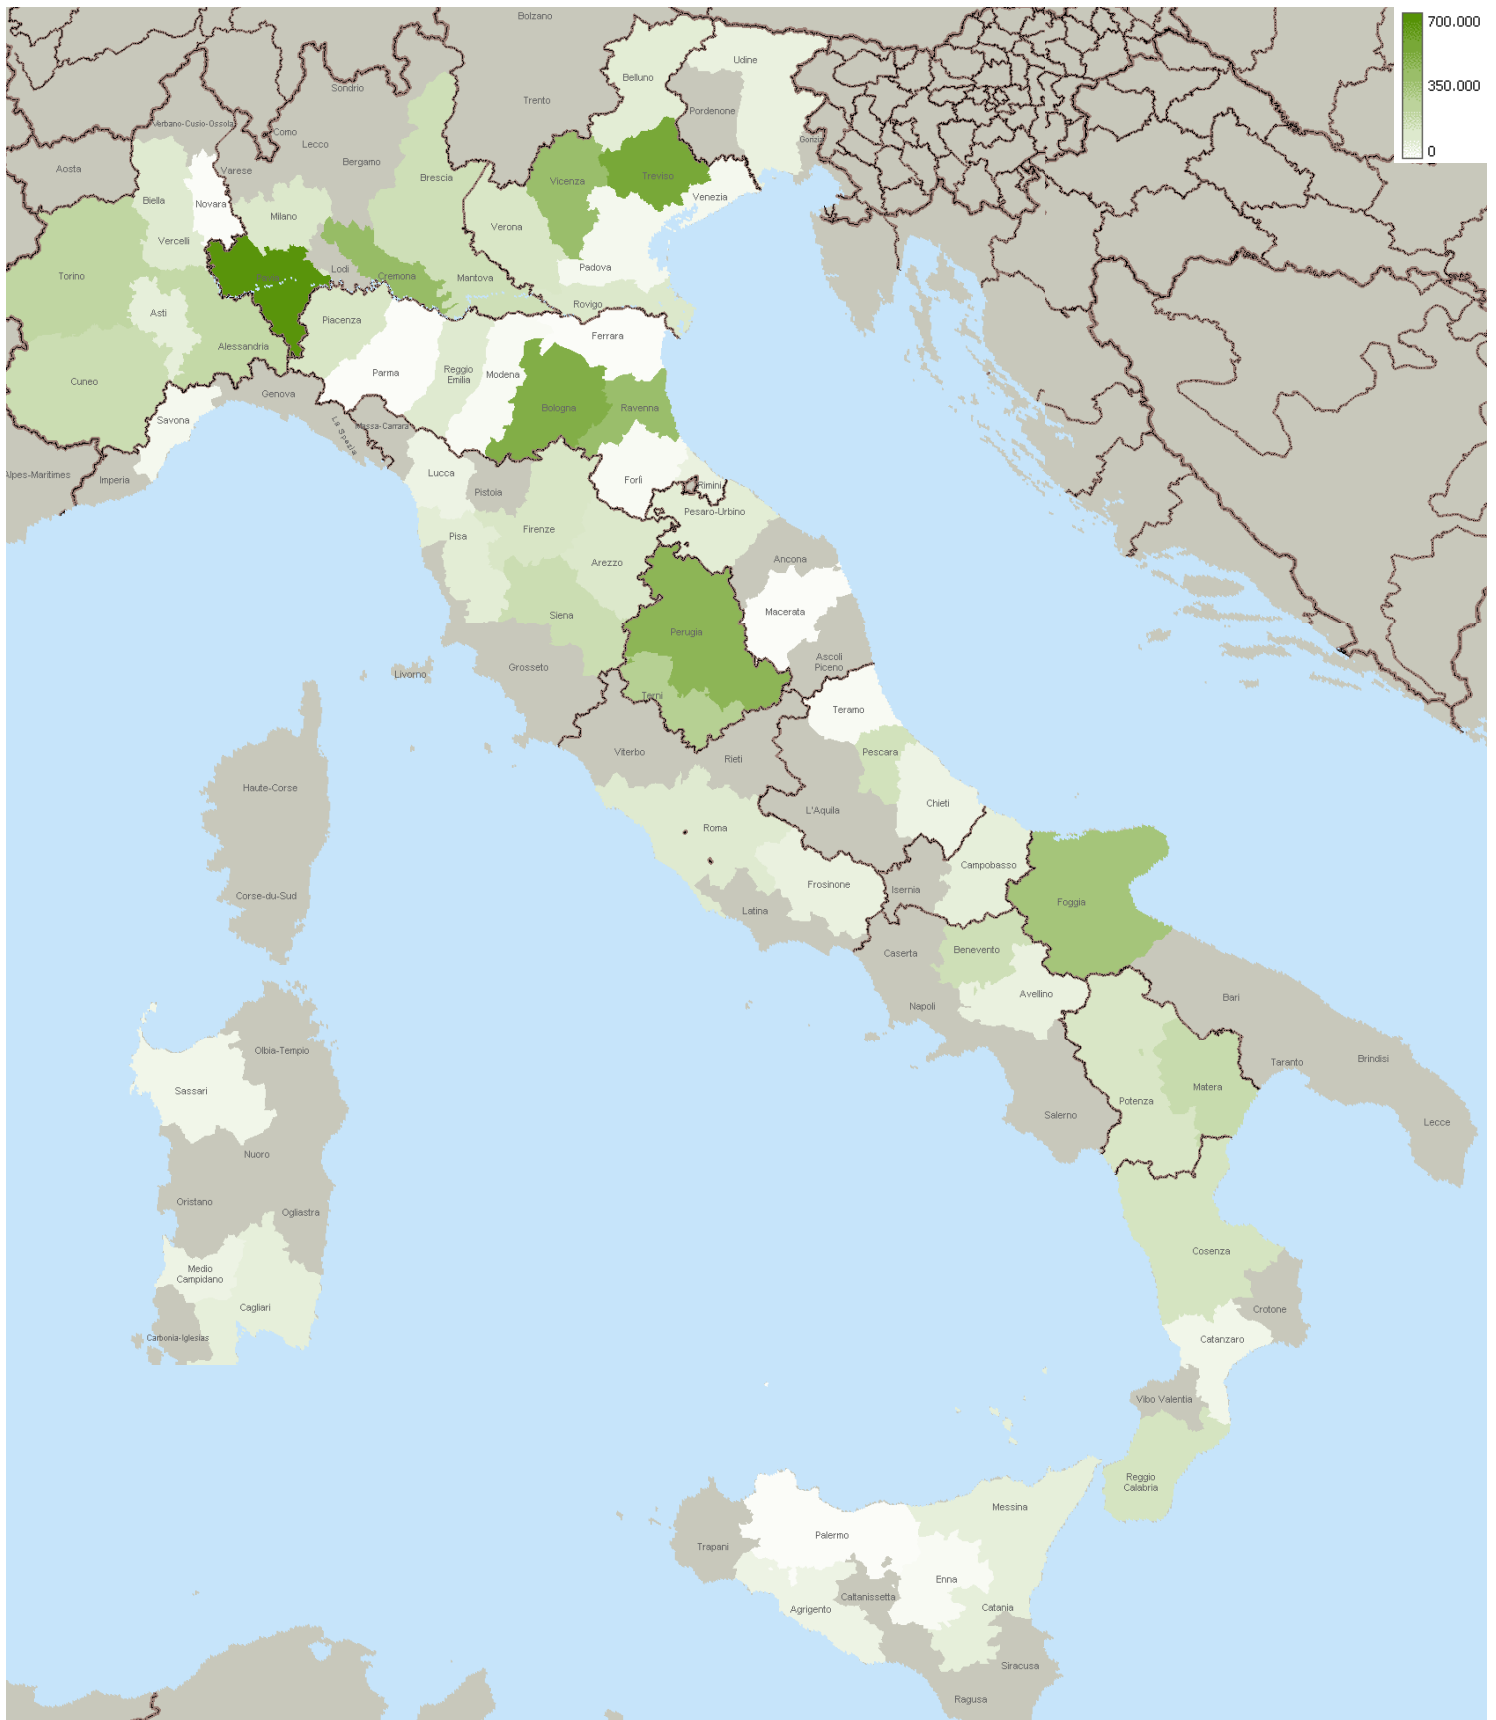 Bolzano
700.000
350.000
0
Udine
Belluno
Sondrio
Trento
Pordenone
Verbano-Cusio-Ossola
Como
Lecco
Gorizia
Bergamo
Aosta
Varese
Brescia
Vicenza
Treviso
Biella
Novara
Venezia
Milano
Verona
Vercelli
Padova
Lodi
Torino
Pavia
Cremona
Mantova
Rovigo
Asti
Piacenza
Ferrara
Alessandria
Parma
Reggio
Emilia
Modena
Cuneo
Genova
Bologna
Ravenna
Savona
La Spezia
Massa-Carrara
Alpes-Maritimes
Imperia
Lucca
Pistoia
Forlì
Rimini
Pesaro-Urbino
Pisa
Firenze
Arezzo
Ancona
Siena
Macerata
Perugia
Grosseto
Ascoli
Piceno
Livorno
Terni
Teramo
Viterbo
Rieti
Pescara
Haute-Corse
L'Aquila
Chieti
Roma
Campobasso
Frosinone
Isernia
Corse-du-Sud
Latina
Foggia
Caserta
Benevento
Avellino
Napoli
Bari
Olbia-Tempio
Taranto
Brindisi
Sassari
Matera
Potenza
Salerno
Lecce
Nuoro
Oristano
Ogliastra
Cosenza
Medio
Campidano
Cagliari
Crotone
Carbonia-Iglesias
Catanzaro
Vibo Valentia
Reggio
Calabria
Messina
Palermo
Trapani
Enna
Caltanissetta
Agrigento
Catania
Siracusa
Ragusa